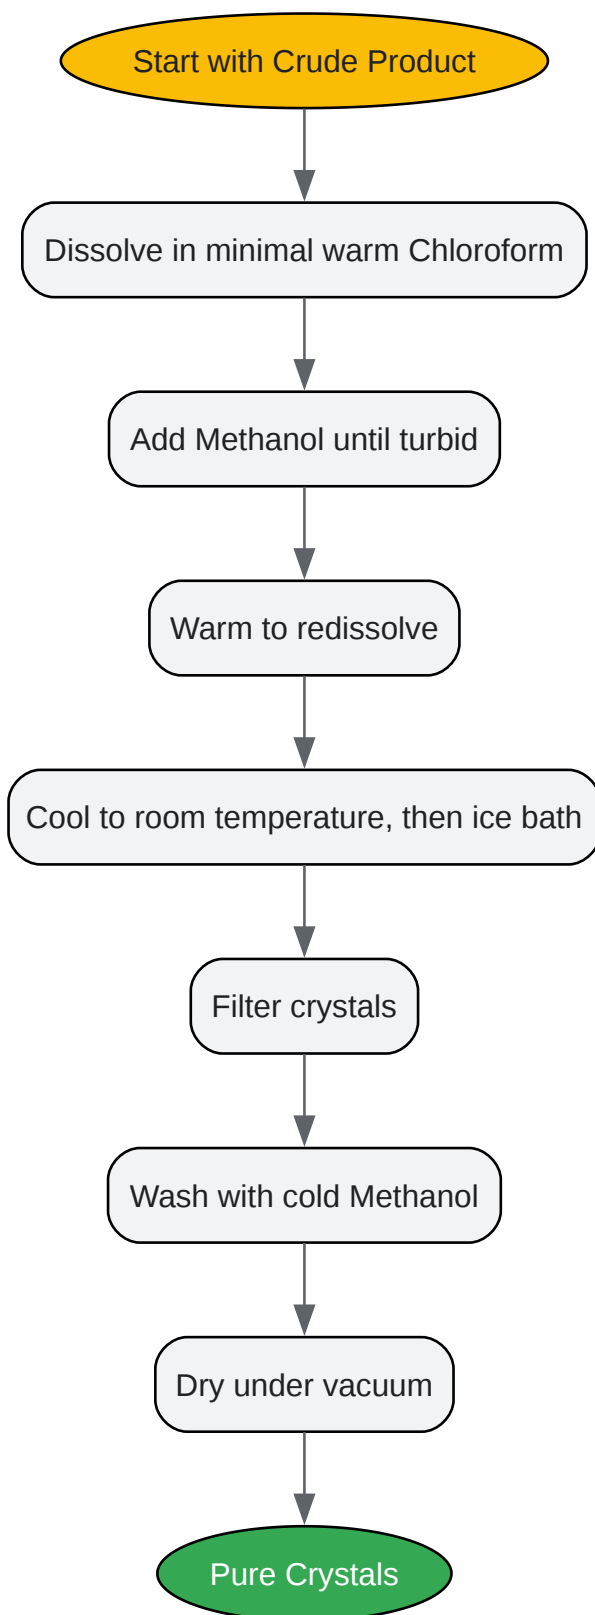 Start with Crude Product
Dissolve in minimal warm Chloroform
Add Methanol until turbid
Warm to redissolve
Cool to room temperature, then ice bath
Filter crystals
Wash with cold Methanol
Dry under vacuum
Pure Crystals